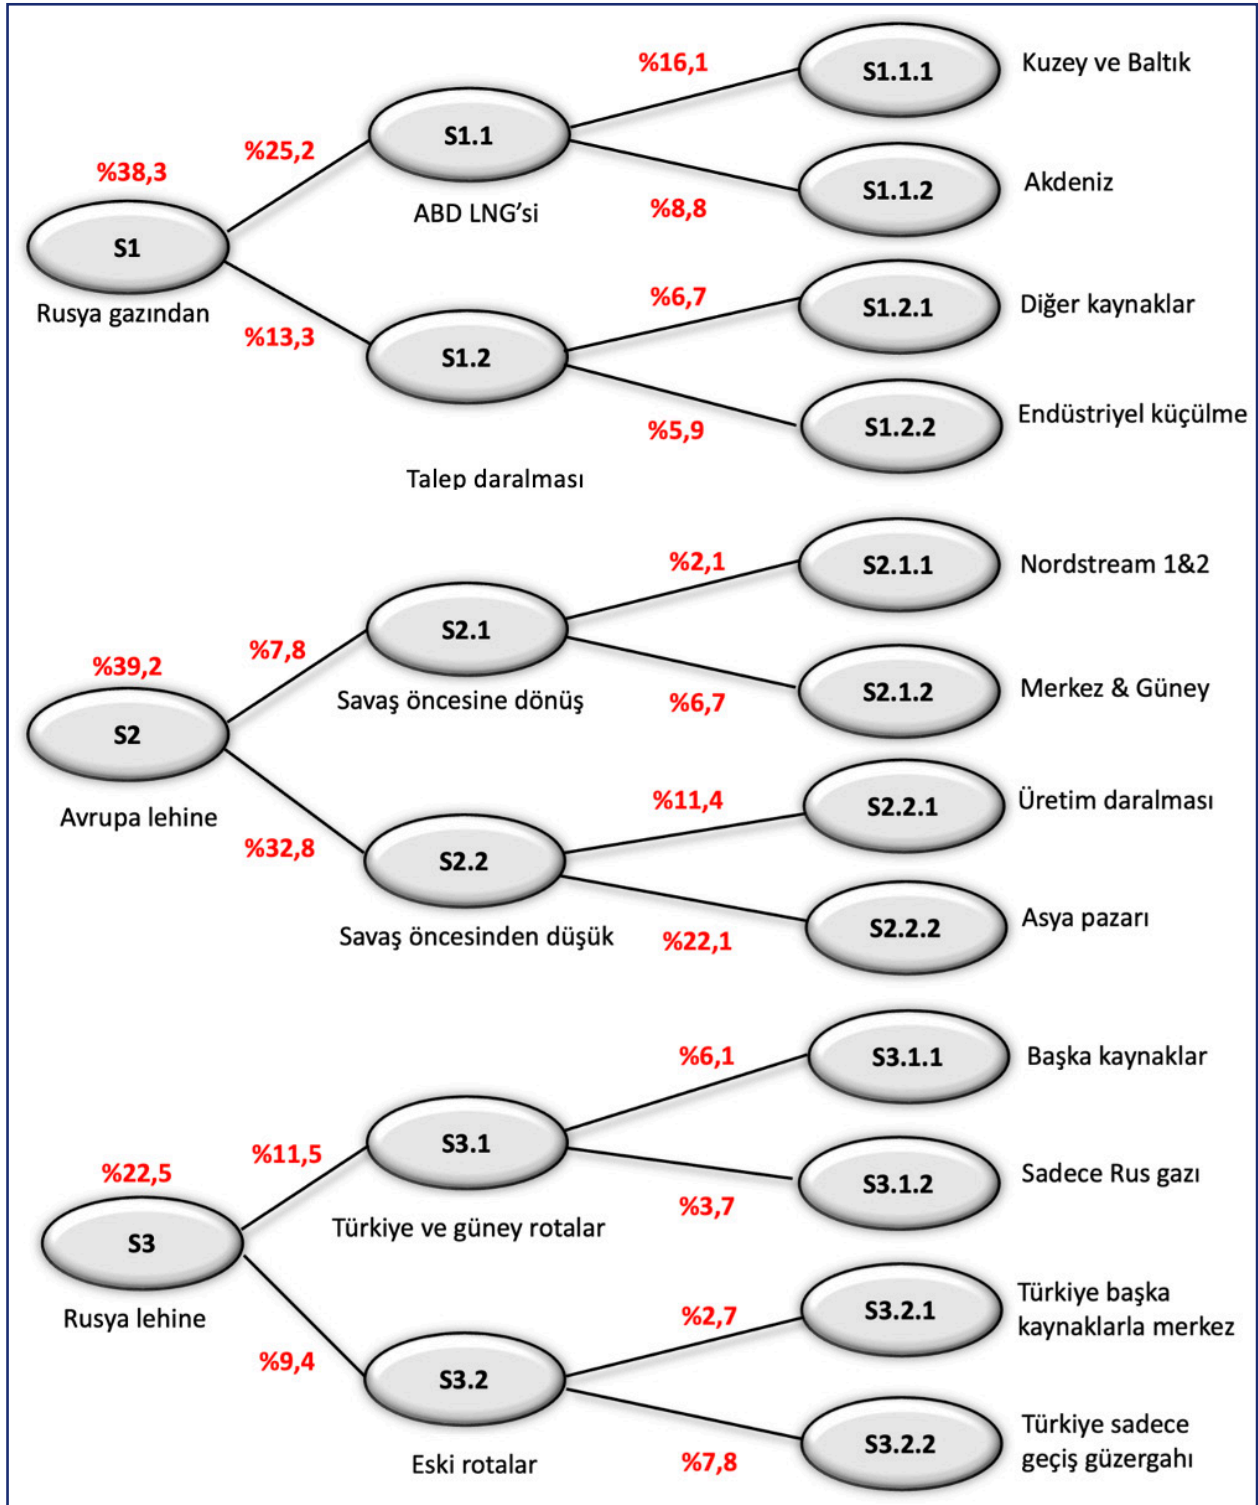 %16,1
S1.1.1
Kuzey ve Baltık
%25,2
S1.1
%38,3
ABD LNG'si
%8,8
S1.1.2
Akdeniz
S1
Rusya gazından
%13,3
S1.2
%6,7
S1.2.1
Diğer kaynaklar
%5,9
S1.2.2
Endüstriyel küçülme
Talep daralması
%2,1
S2.1.1
Nordstream 1&2
%39,2
%7,8
S2.1
Savaş öncesine dönüş
%6,7
S2.1.2
Merkez & Güney
S2
Avrupa lehine
%32,8
S2.2
%11,4
S2.2.1
Üretim daralması
Savaş öncesinden düşük
%22,1
S2.2.2
Asya pazarı
%6,1
S3.1.1
Başka kaynaklar
%22,5
%11,5
S3.1
Türkiye ve güney rotalar
%3,7
S3.1.2
Sadece Rus gazı
S3
Rusya lehine
%9,4
S3.2
%2,7
S3.2.1
Türkiye başka
kaynaklarla merkez
Eski rotalar
%7,8
S3.2.2
Türkiye sadece
geçiş güzergahı